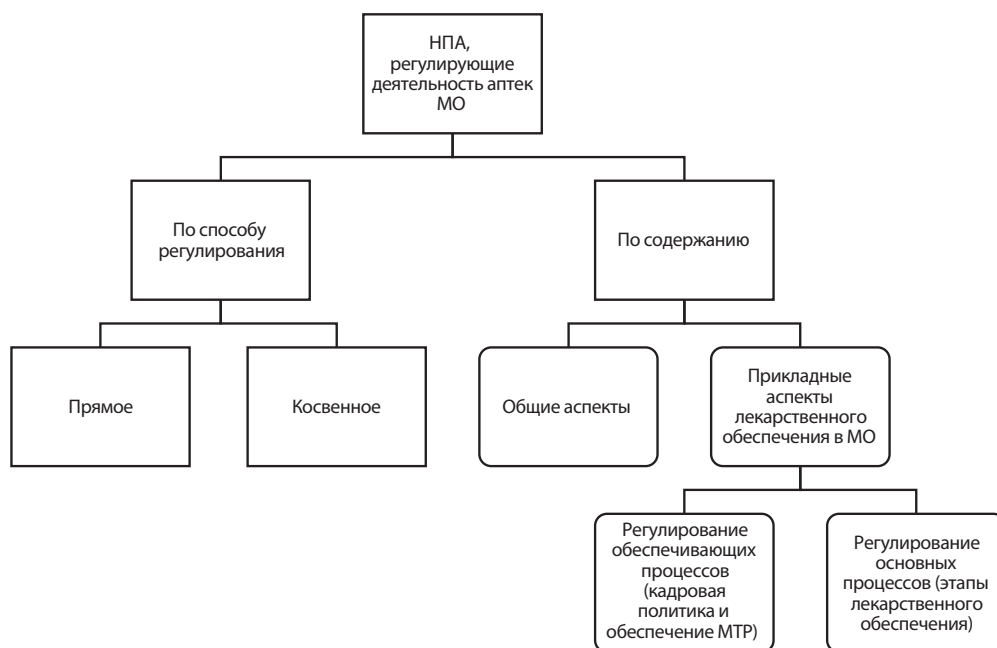 НПА,
регулирующие
деятельность аптек
МО
По способу
регулирования
По содержанию
Прямое
Косвенное
Общие аспекты
Прикладные
аспекты
лекарственного
обеспечения в МО
Регулирование
обеспечивающих
процессов
(кадровая
политика и
обеспечение МТР)
Регулирование
основных
процессов (этапы
лекарственного
обеспечения)